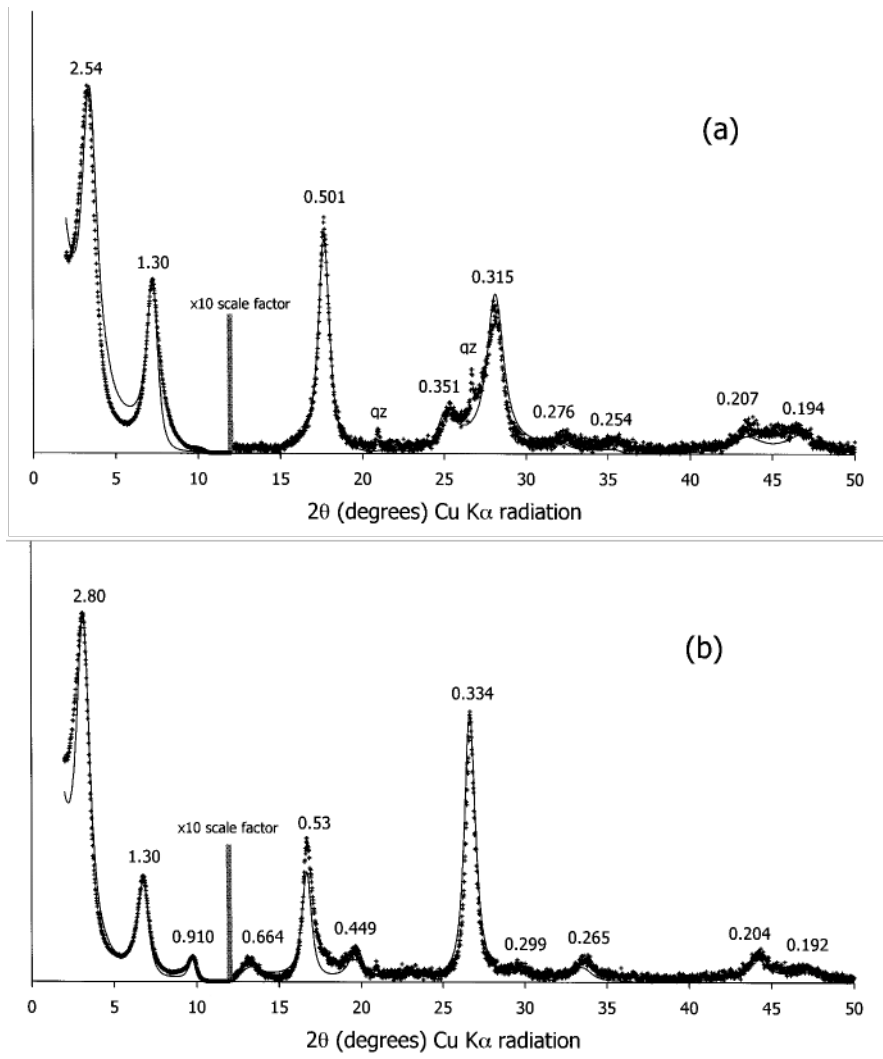 2.54
(a)
0.501
1.30
0.315
x10 scale factor
qz
0.351
qz
0.276
0.254
0.207
0.194
0 5 10 15 20 25 30 35 40 45 50
2θ (degrees) Cu Kα radiation
2.80
(b)
0.334
x10 scale factor
0.53
1.30
0.910
0.664
0.449
0.299
0.265
0.204
0.192
0 5 10 15 20 25 30 35 40 45 50
2θ (degrees) Cu Kα radiation